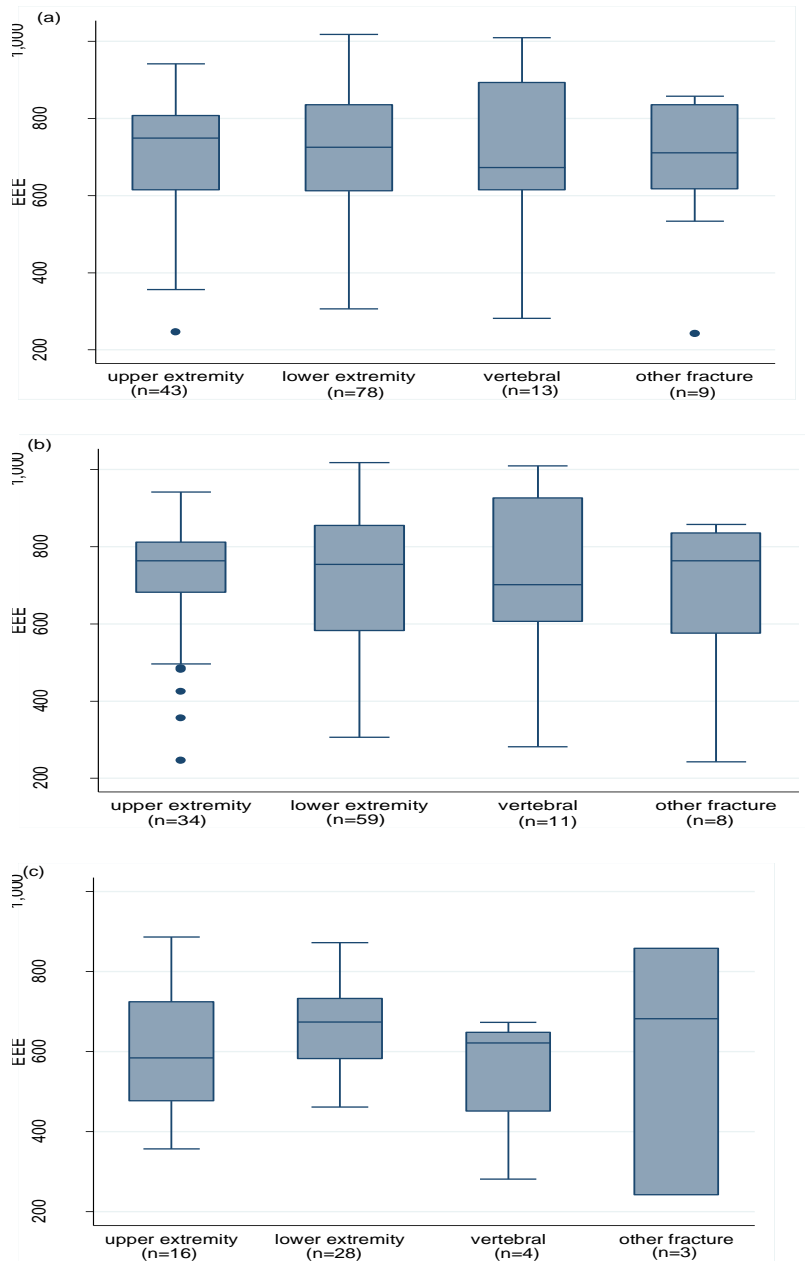 (a)
1,000
800
600
400
200
EEE
upper extremity lower extremity vertebral other fracture
(n=43) (n=78) (n=13) (n=9)
(b)
1,000
800
600
400
200
EEE
upper extremity lower extremity vertebral other fracture
(n=34) (n=59) (n=11) (n=8)
(c)
1,000
800
600
400
200
EEE
upper extremity lower extremity vertebral other fracture
(n=16) (n=28) (n=4) (n=3)